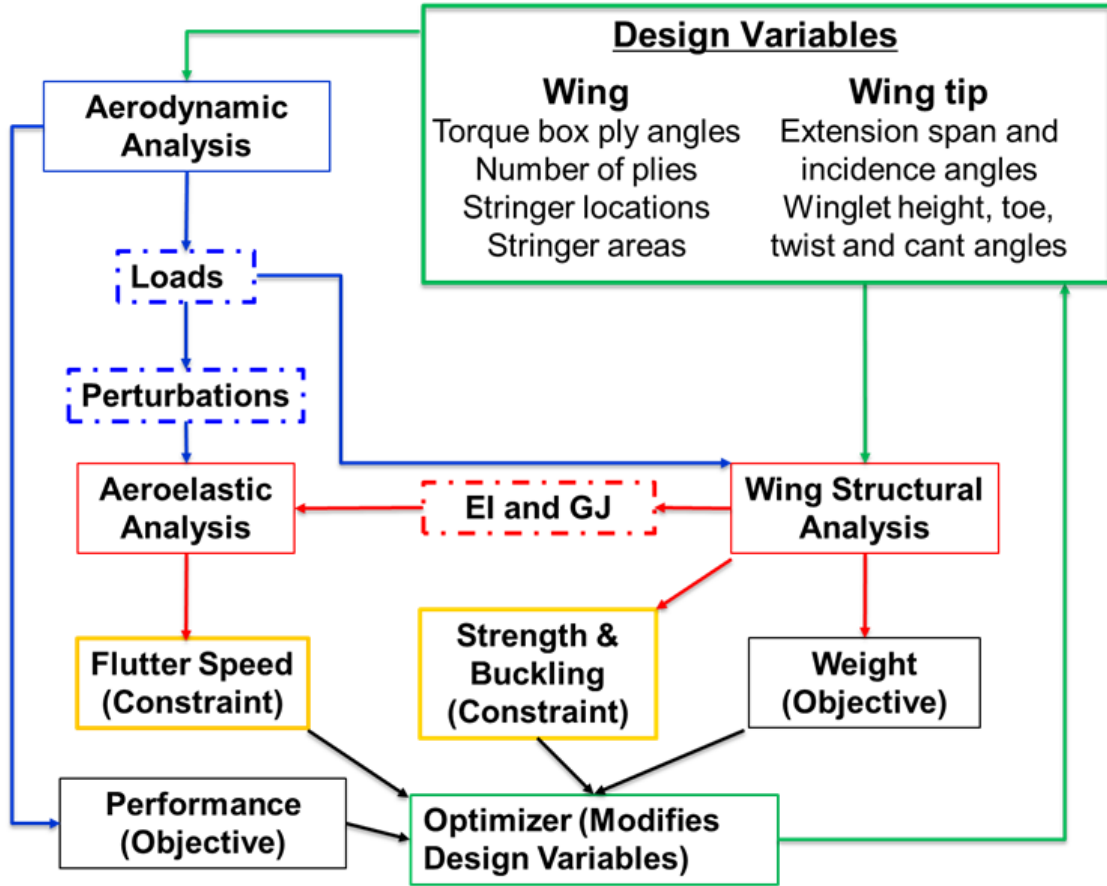 Design Variables
Wing
Torque box ply angles
Number of plies
Stringer locations
Stringer areas
Wing tip
Extension span and
incidence angles
Winglet height, toe,
twist and cant angles
Aerodynamic
Analysis
Loads
Perturbations
Aeroelastic
Analysis
EI and GJ
Wing Structural
Analysis
Flutter Speed
(Constraint)
Strength &
Buckling
(Constraint)
Weight
(Objective)
Performance
(Objective)
Optimizer (Modifies
Design Variables)